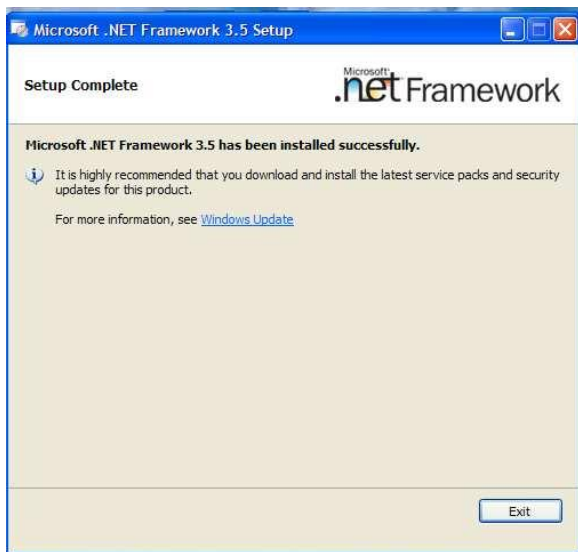 Microsoft .NET Framework 3.5 Setup
Setup Complete
Microsoft
.net Framework
Microsoft .NET Framework 3.5 has been installed successfully.
It is highly recommended that you download and install the latest service packs and security
updates for this product.
For more information, see Windows Update
Exit